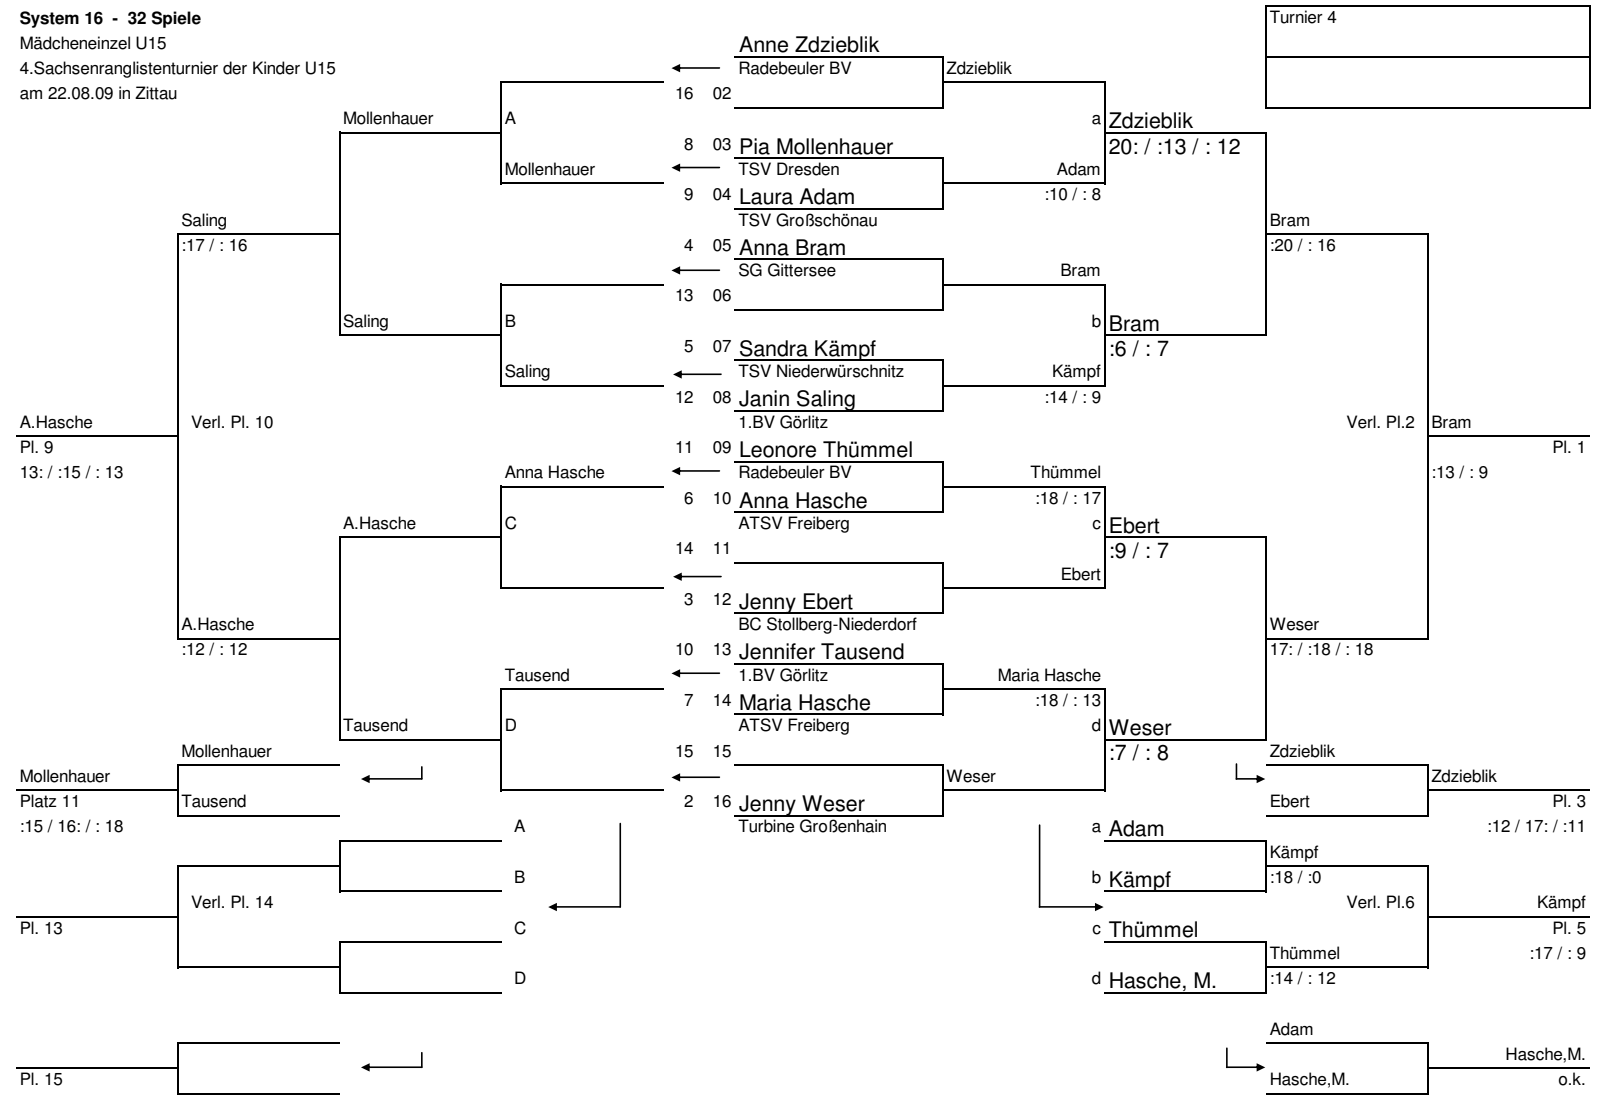 System 16 - 32 Spiele
Mädcheneinzel U15
4.Sachsenranglistenturnier der Kinder U15
am 22.08.09 in Zittau
Turnier 4
Anne Zdzieblik
Radebeuler BV
Zdzieblik
16 02
Mollenhauer
A
a
Zdzieblik
20: / :13 / : 12
8 03 Pia Mollenhauer
Mollenhauer
TSV Dresden
Adam
9 04 Laura Adam
:10 / : 8
TSV Großschönau
Saling
:17 / : 16
Bram
:20 / : 16
4 05 Anna Bram
SG Gittersee
Bram
13 06
Saling
B
b
Bram
:6 / : 7
5 07 Sandra Kämpf
Saling
TSV Niederwürschnitz
Kämpf
12 08 Janin Saling
:14 / : 9
1.BV Görlitz
A.Hasche
Pl. 9
13: / :15 / : 13
Verl. Pl. 10
Verl. Pl.2
Bram
Pl. 1
:13 / : 9
11 09 Leonore Thümmel
Anna Hasche
Radebeuler BV
Thümmel
6 10 Anna Hasche
:18 / : 17
A.Hasche
C
ATSV Freiberg
c
Ebert
:9 / : 7
14 11
Ebert
3 12 Jenny Ebert
BC Stollberg-Niederdorf
A.Hasche
:12 / : 12
Weser
17: / :18 / : 18
10 13 Jennifer Tausend
Tausend
1.BV Görlitz
Maria Hasche
7 14 Maria Hasche
:18 / : 13
Tausend
D
ATSV Freiberg
d
Weser
:7 / : 8
15 15
Mollenhauer
Zdzieblik
Mollenhauer
Weser
Zdzieblik
Platz 11
Tausend
2 16 Jenny Weser
Ebert
Pl. 3
:15 / 16: / : 18
Turbine Großenhain
:12 / 17: / :11
A
a
Adam
Kämpf
B
b
Kämpf
:18 / :0
Verl. Pl. 14
Verl. Pl.6
Kämpf
Pl. 13
C
c
Thümmel
Pl. 5
Thümmel
:17 / : 9
D
d
Hasche, M.
:14 / : 12
Adam
Hasche,M.
Pl. 15
Hasche,M.
o.k.